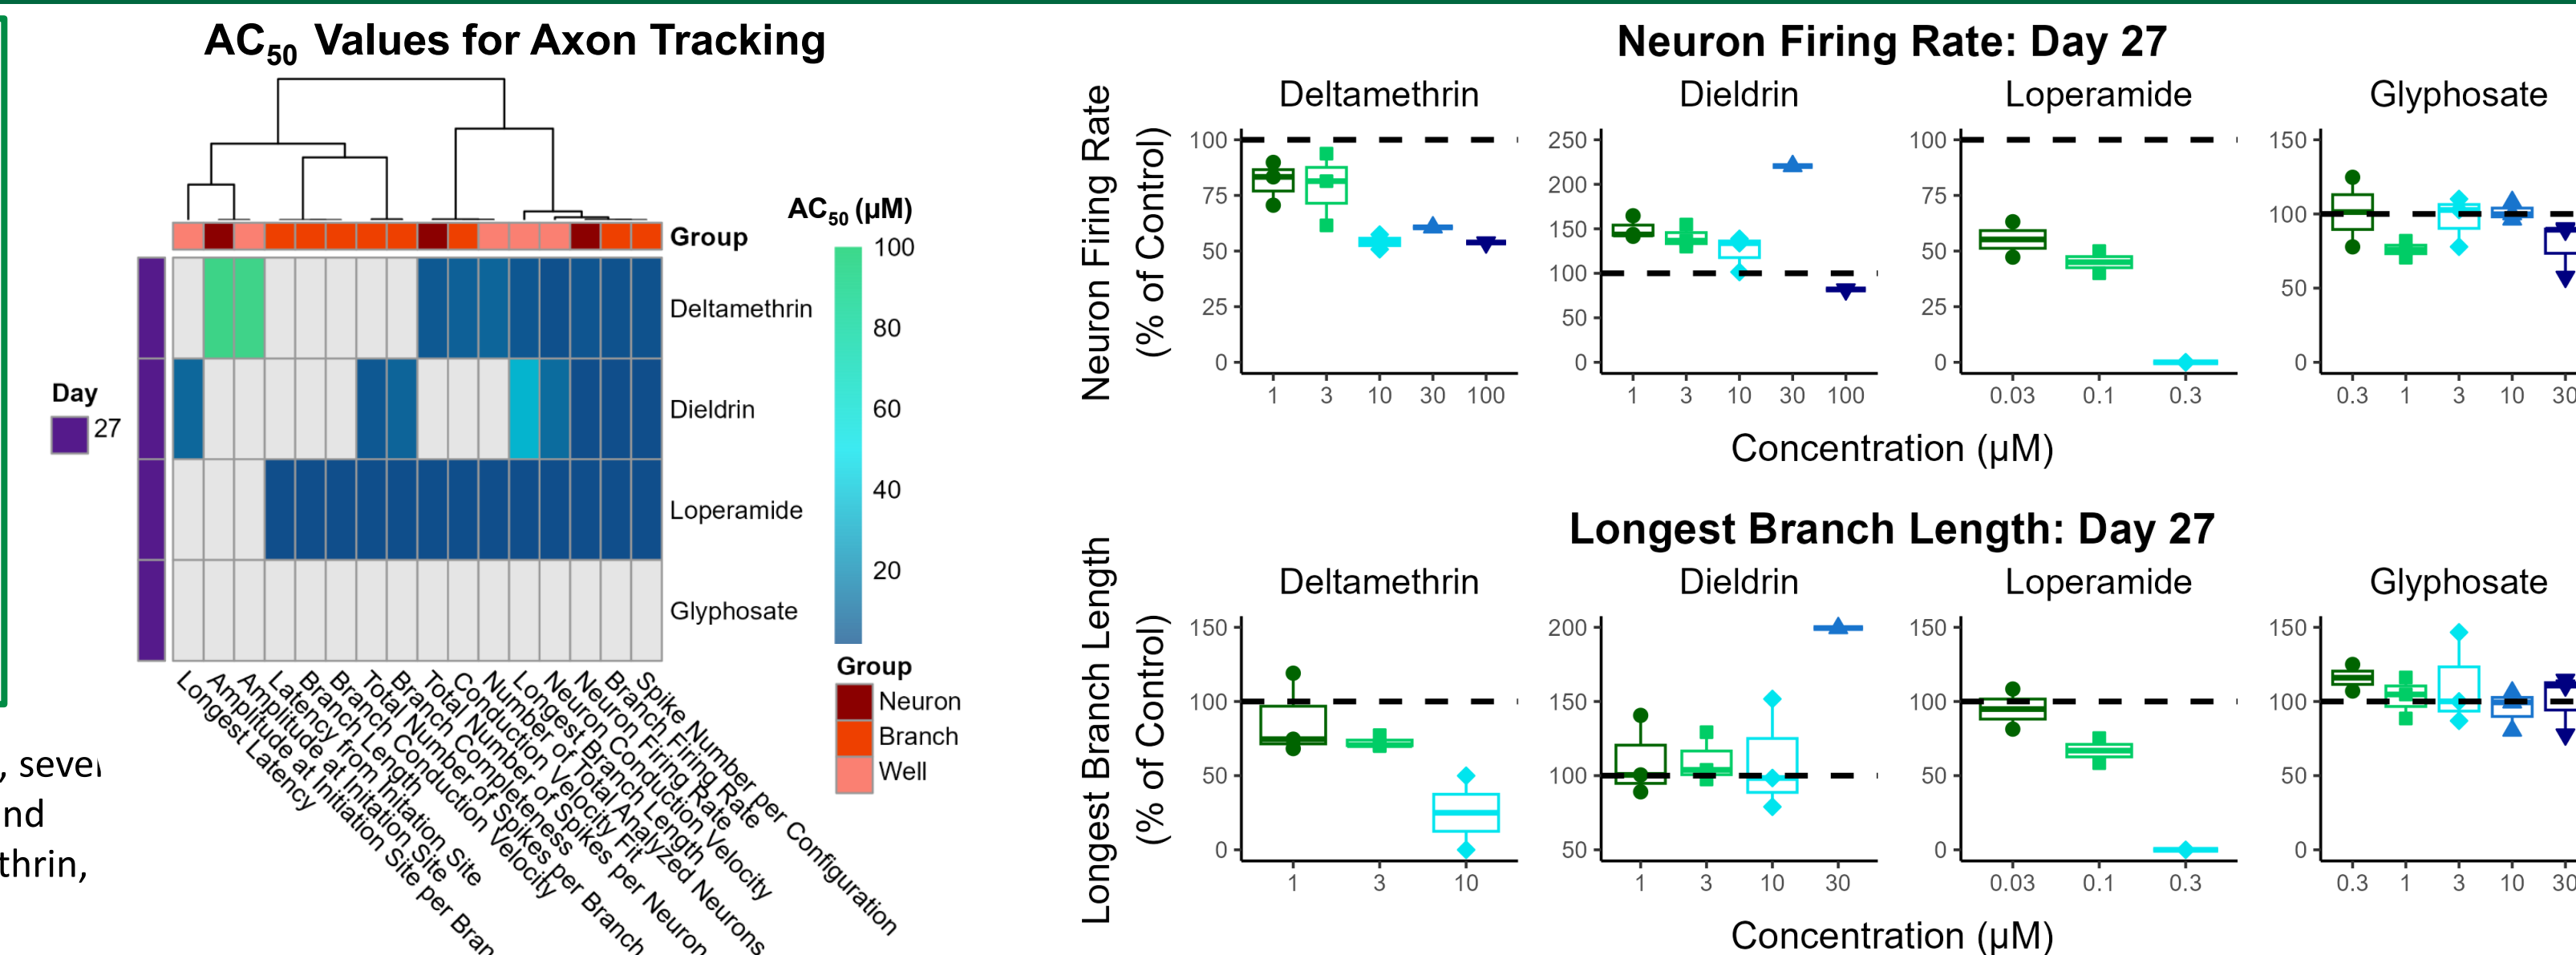 AC50 Values for Axon Tracking
AC50 (µM)
100
80
60
40
20
Group
Deltamethrin
Dieldrin
Loperamide
Glyphosate
Day
27
Group
Neuron
Branch
Well
Longest Latency
Amplitude at Initiation Site per Bran
Amplitude at Initiation Site
Latency from Initation Site
Branch Length
Branch Conduction Velocity
Total Number of Spikes per Branch
Branch Completeness
Total Number of Spikes per Neuron
Conduction Velocity Fit
Number of Total Analyzed Neurons
Longest Branch Length
Neuron Conduction Velocity
Neuron Firing Rate
Branch Firing Rate
Spike Number per Configuration
, sever
nd
thrin,
Neuron Firing Rate: Day 27
Neuron Firing Rate
(% of Control)
Deltamethrin
100
75
50
25
0
1 3 10 30 100
Dieldrin
250
200
150
100
50
0
1 3 10 30 100
Loperamide
100
75
50
25
0
0.03 0.1 0.3
Glyphosate
150
100
50
0
0.3 1 3 10 30
Concentration (µM)
Longest Branch Length: Day 27
Longest Branch Length
(% of Control)
Deltamethrin
150
100
50
0
1 3 10
Dieldrin
200
150
100
50
1 3 10 30
Loperamide
150
100
50
0
0.03 0.1 0.3
Glyphosate
150
100
50
0
0.3 1 3 10 30
Concentration (µM)